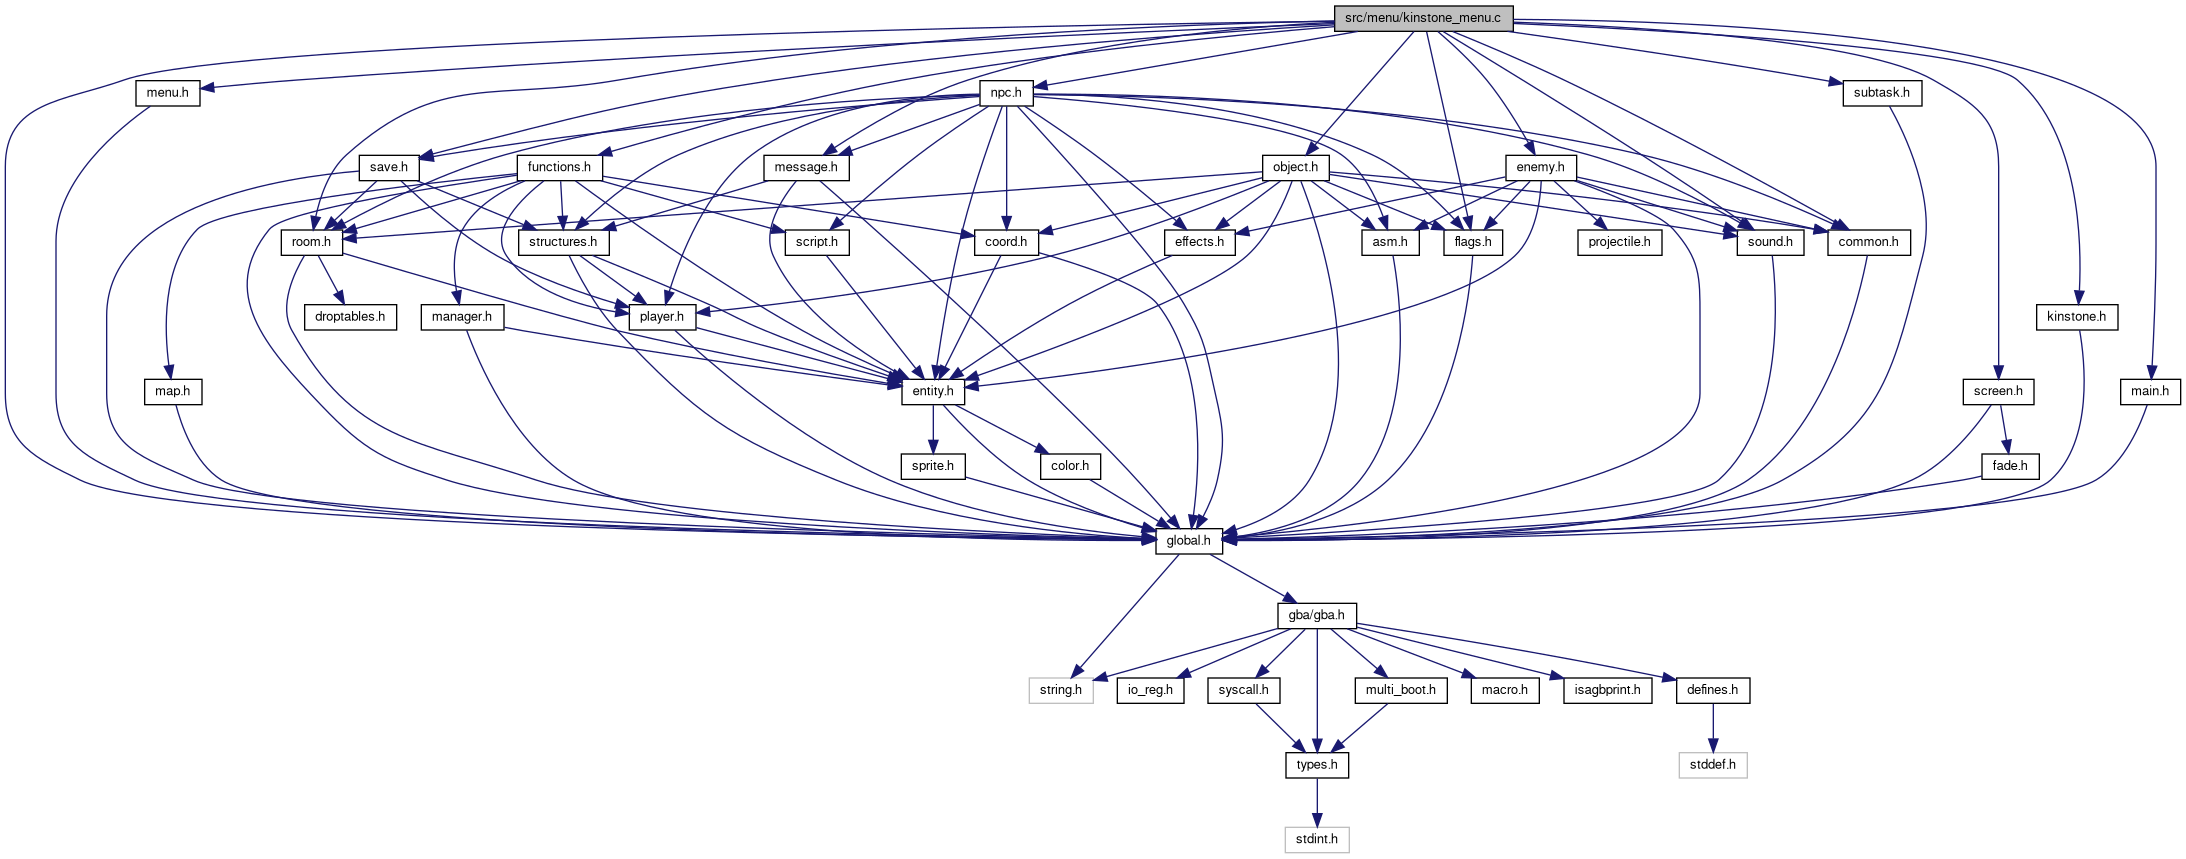 src/menu/kinstone_menu.c
menu.h
npc.h
subtask.h
save.h
functions.h
message.h
object.h
enemy.h
room.h
structures.h
script.h
coord.h
effects.h
asm.h
flags.h
projectile.h
sound.h
common.h
droptables.h
manager.h
player.h
kinstone.h
map.h
entity.h
screen.h
main.h
sprite.h
color.h
fade.h
global.h
gba/gba.h
string.h
io_reg.h
syscall.h
multi_boot.h
macro.h
isagbprint.h
defines.h
types.h
stddef.h
stdint.h